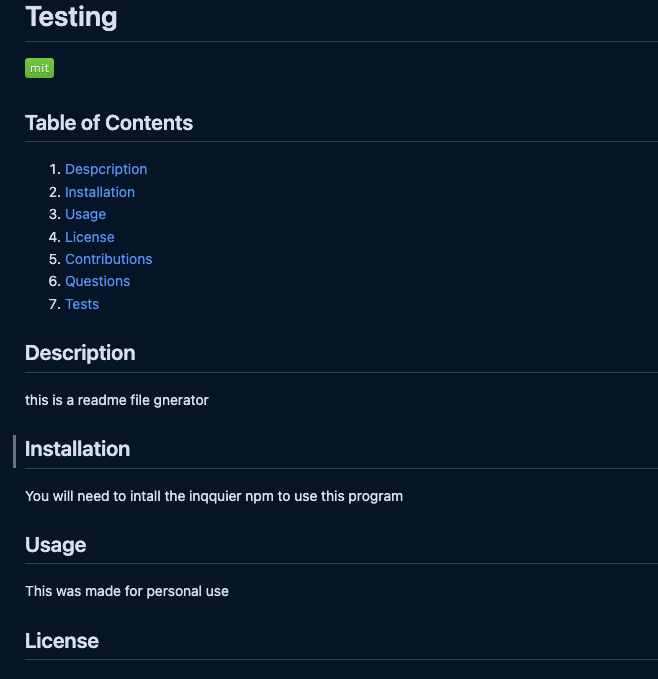 Testing
mit
Table of Contents
1. Despcription
2. Installation
3. Usage
4. License
5. Contributions
6. Questions
7. Tests
Description
this is a readme file gnerator
Installation
You will need to intall the inqquier npm to use this program
Usage
This was made for personal use
License